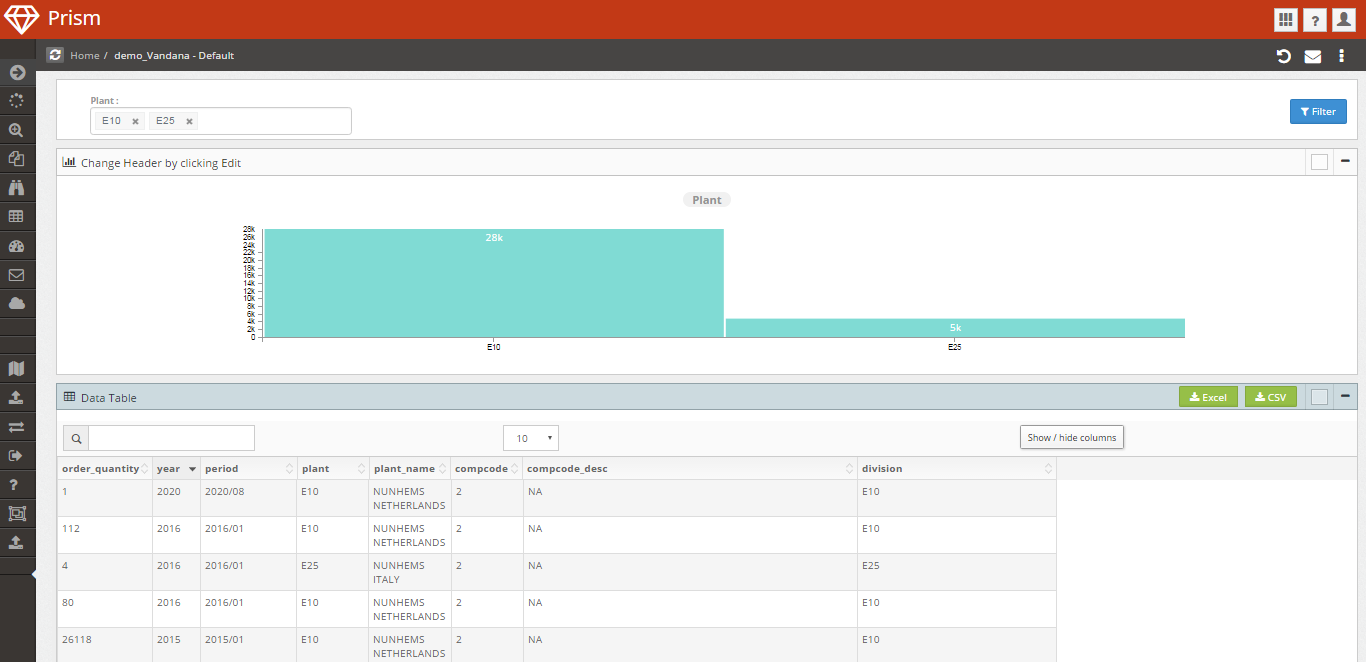 Prism
?
Home / demo_Vandana - Default
Plant :
E10 × E25 ×
Filter
Change Header by clicking Edit
Plant
28k
26k
24k
22k
20k
18k
16k
14k
12k
10k
8k
6k
4k
2k
0
28k
5k
E10 E25
Data Table
Excel CSV
10
Show / hide columns
order_quantity year period plant plant_name compcode compcode_desc division
1 2020 2020/08 E10 NUNHEMS NETHERLANDS 2 NA E10
112 2016 2016/01 E10 NUNHEMS NETHERLANDS 2 NA E10
4 2016 2016/01 E25 NUNHEMS ITALY 2 NA E25
80 2016 2016/01 E10 NUNHEMS NETHERLANDS 2 NA E10
26118 2015 2015/01 E10 NUNHEMS NETHERLANDS 2 NA E10
?